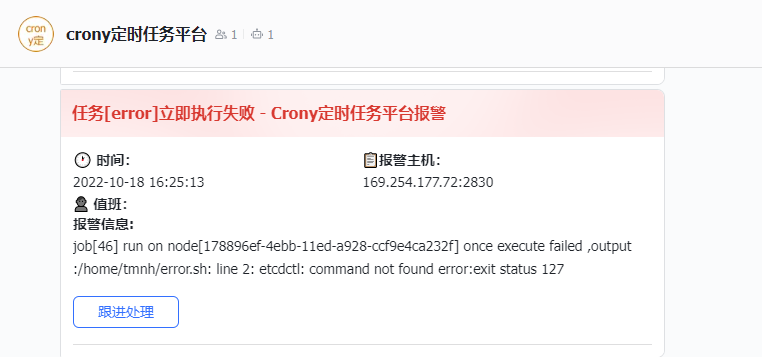 cron
y定
crony定时任务平台 1 1
任务[error]立即执行失败 - Crony定时任务平台报警
时间： 报警主机：
2022-10-18 16:25:13 169.254.177.72:2830
值班：
报警信息:
job[46] run on node[178896ef-4ebb-11ed-a928-ccf9e4ca232f] once execute failed ,output
:/home/tmnh/error.sh: line 2: etcdctl: command not found error:exit status 127
跟进处理